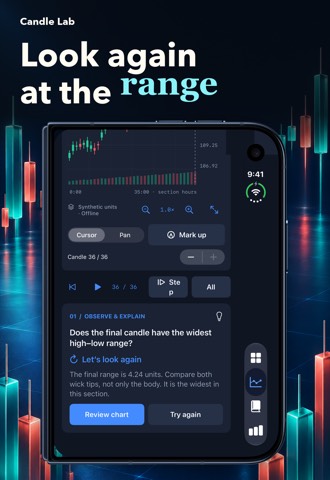 Candle Lab
Look again
at the range
109.25
106.92
0:00
35:00 - section hours
Synthetic units
· Offline
1.0×
Cursor
Pan
Mark up
Candle 36 / 36
36 / 36
Ste
p
All
01 / OBSERVE & EXPLAIN
Does the final candle have the widest
high–low range?
Let's look again
The final range is 4.24 units. Compare both
wick tips, not only the body. It is the widest in
this section.
Review chart
Try again
9:41